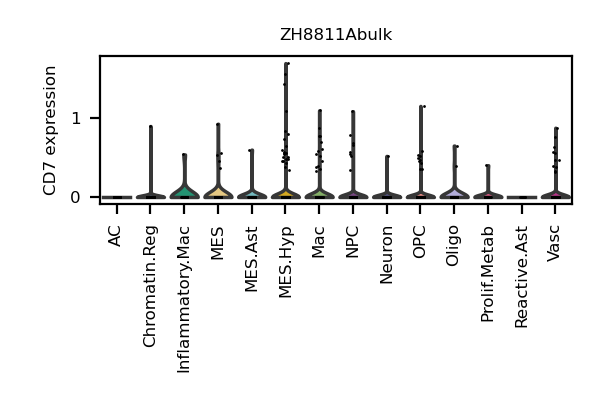 ZH8811Abulk
CD7 expression
1
0
AC
Chromatin.Reg
Inflammatory.Mac
MES
MES.Ast
MES.Hyp
Mac
NPC
Neuron
OPC
Oligo
Prolif.Metab
Reactive.Ast
Vasc